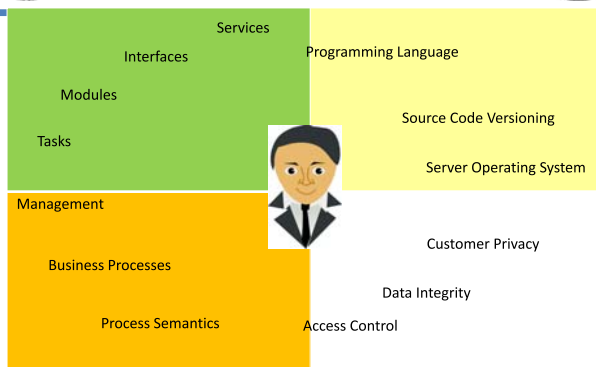 Services
Interfaces
Modules
Tasks
Programming Language
Source Code Versioning
Server Operating System
Management
Business Processes
Process Semantics
Customer Privacy
Data Integrity
Access Control